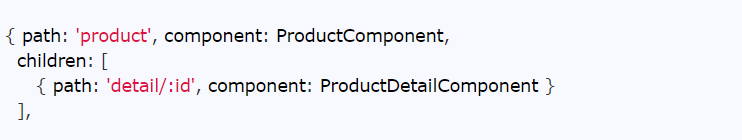 { path: 'product', component: ProductComponent,
children: [
{ path: 'detail/:id', component: ProductDetailComponent }
],